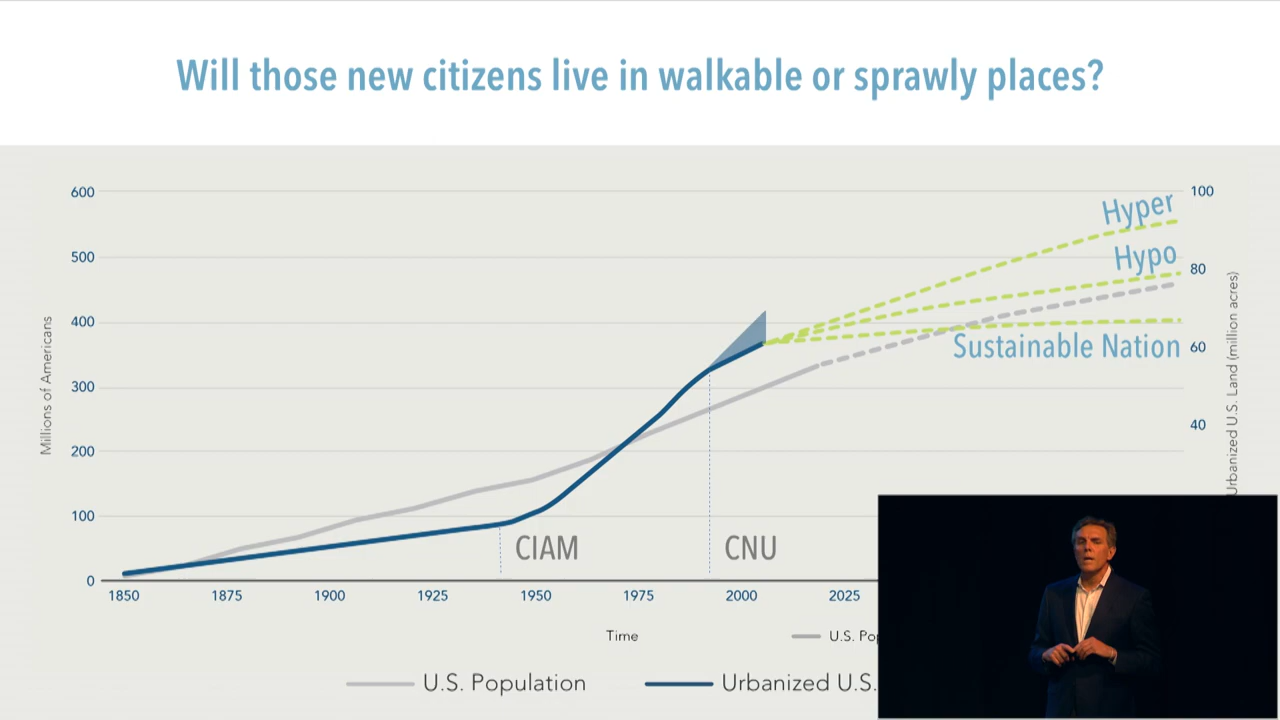 Will those new citizens live in walkable or sprawly places?
600
500
400
300
200
100
0
Millions of Americans
100
80
60
40
Urbanized U.S. Land (million acres)
Hyper
Hypo
Sustainable Nation
CIAM
CNU
1850
1875
1900
1925
1950
1975
2000
2025
Time
U.S. Pop
U.S. Population
Urbanized U.S.